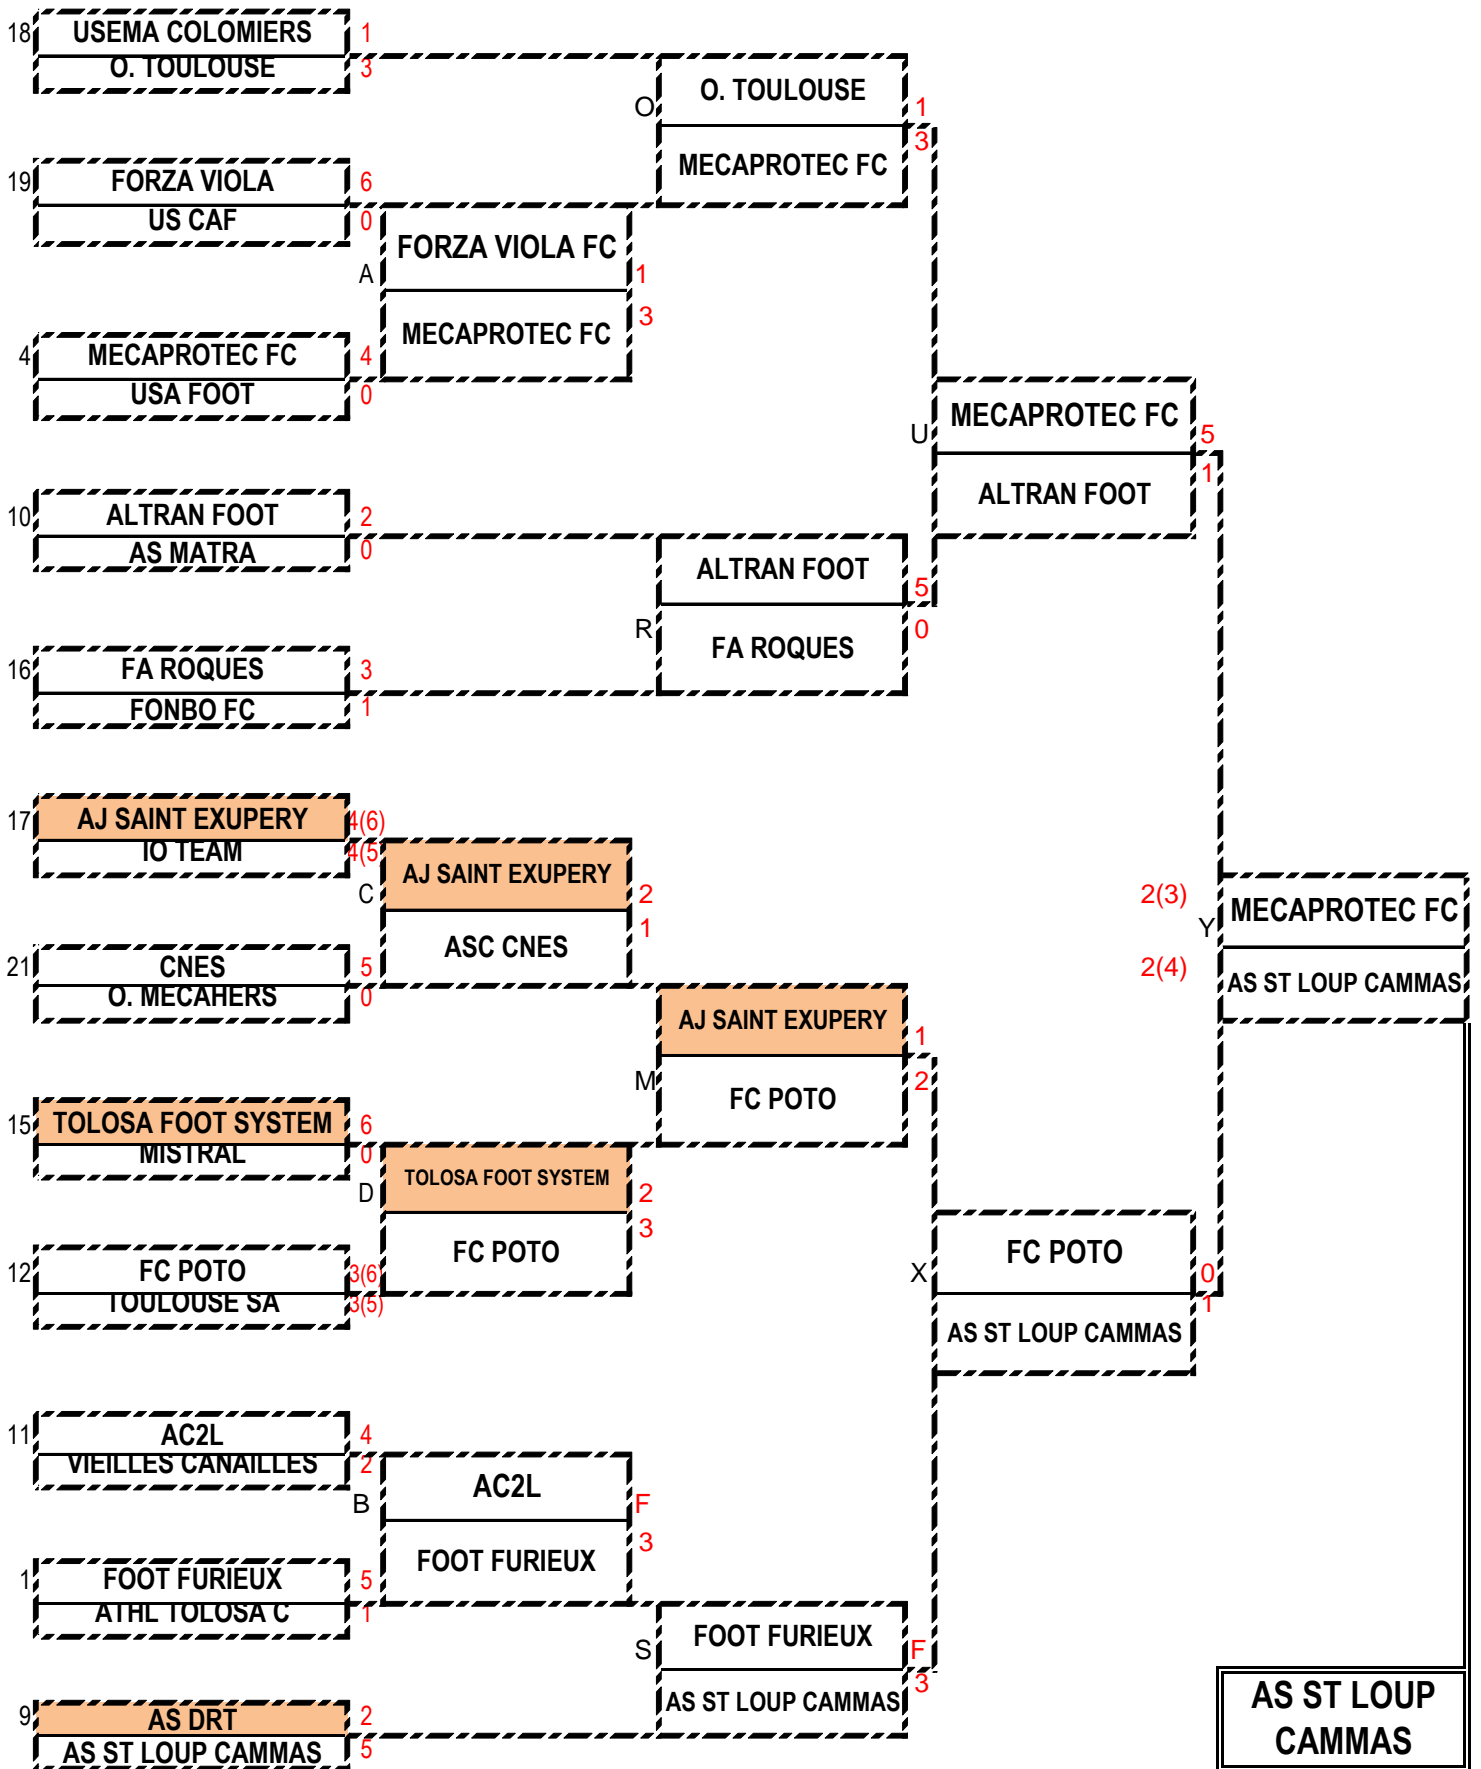 18 USEMA COLOMIERS 1
O. TOULOUSE 3
O O. TOULOUSE 1
MECAPROTEC FC 3
19 FORZA VIOLA 6
US CAF 0
A FORZA VIOLA FC 1
MECAPROTEC FC 3
4 MECAPROTEC FC 4
USA FOOT 0
U MECAPROTEC FC 5
ALTRAN FOOT 1
10 ALTRAN FOOT 2
AS MATRA 0
R ALTRAN FOOT 5
FA ROQUES 0
16 FA ROQUES 3
FONBO FC 1
17 AJ SAINT EXUPERY 4(6)
IO TEAM 4(5
C AJ SAINT EXUPERY 2
ASC CNES 1
2(3) Y MECAPROTEC FC
2(4) AS ST LOUP CAMMAS
21 CNES 5
O. MECAHERS 0
M AJ SAINT EXUPERY 1
FC POTO 2
15 TOLOSA FOOT SYSTEM 6
MISTRAL 0
D TOLOSA FOOT SYSTEM 2
FC POTO 3
12 FC POTO 3(6)
TOULOUSE SA 3(5)
X FC POTO 0
AS ST LOUP CAMMAS 1
11 AC2L 4
VIEILLES CANAILLES 2
B AC2L F
FOOT FURIEUX 3
1 FOOT FURIEUX 5
ATHL TOLOSA C 1
S FOOT FURIEUX F
AS ST LOUP CAMMAS 3
9 AS DRT 2
AS ST LOUP CAMMAS 5
AS ST LOUP
CAMMAS